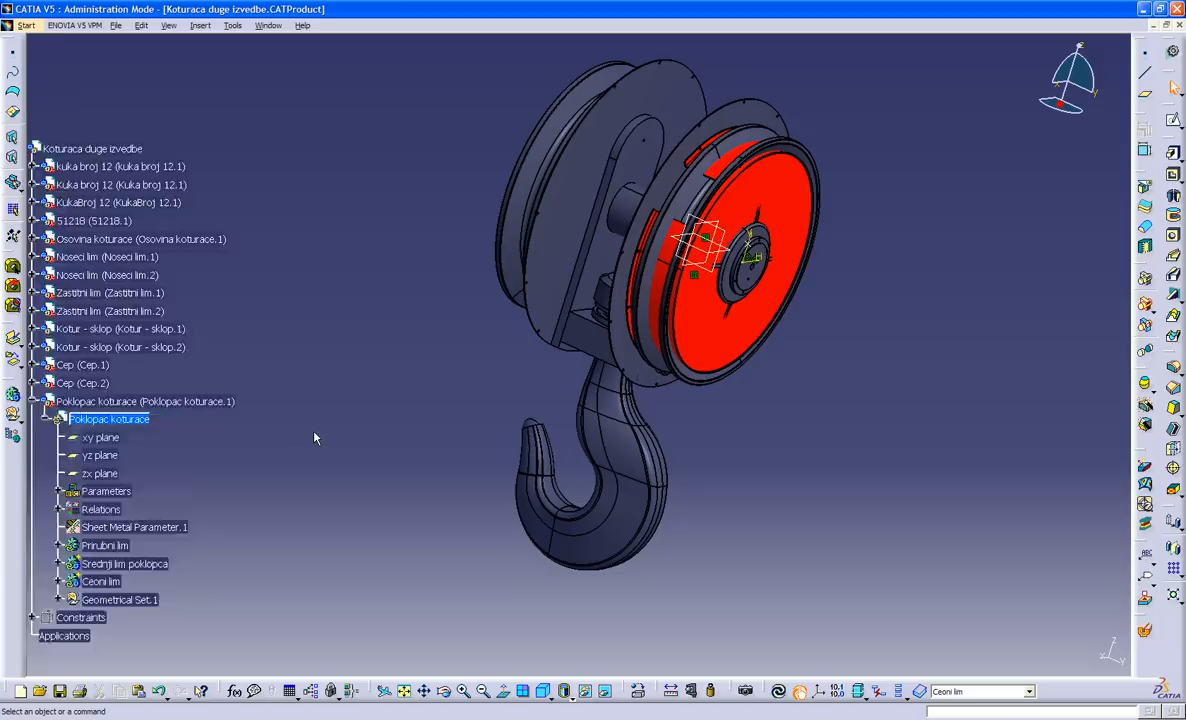 CATIA V5 : Administration Mode - [Koturaca duge izvedbe.CATProduct]
Start ENOVIA V5 VPM File Edit View Insert Tools Window Help
Koturaca duge izvedbe
kuka broj 12 (kuka broj 12.1)
Kuka broj 12 (Kuka broj 12.1)
KukaBroj 12 (KukaBroj 12.1)
51218 (51218.1)
Osovina koturace (Osovina koturace.1)
Noseci lim (Noseci lim.1)
Noseci lim (Noseci lim.2)
Zastitni lim (Zastitni lim.1)
Zastitni lim (Zastitni lim.2)
Kotur - sklop (Kotur - sklop.1)
Kotur - sklop (Kotur - sklop.2)
Cep (Cep.1)
Cep (Cep.2)
Poklopac koturace (Poklopac koturace.1)
Poklopac koturace
xy plane
yz plane
zx plane
Parameters
Relations
Sheet Metal Parameter.1
Prirubni lim
Srednji lim poklopca
Ceoni lim
Geometrical Set.1
Constraints
Applications
Ceoni lim
Select an object or a command
CATIA